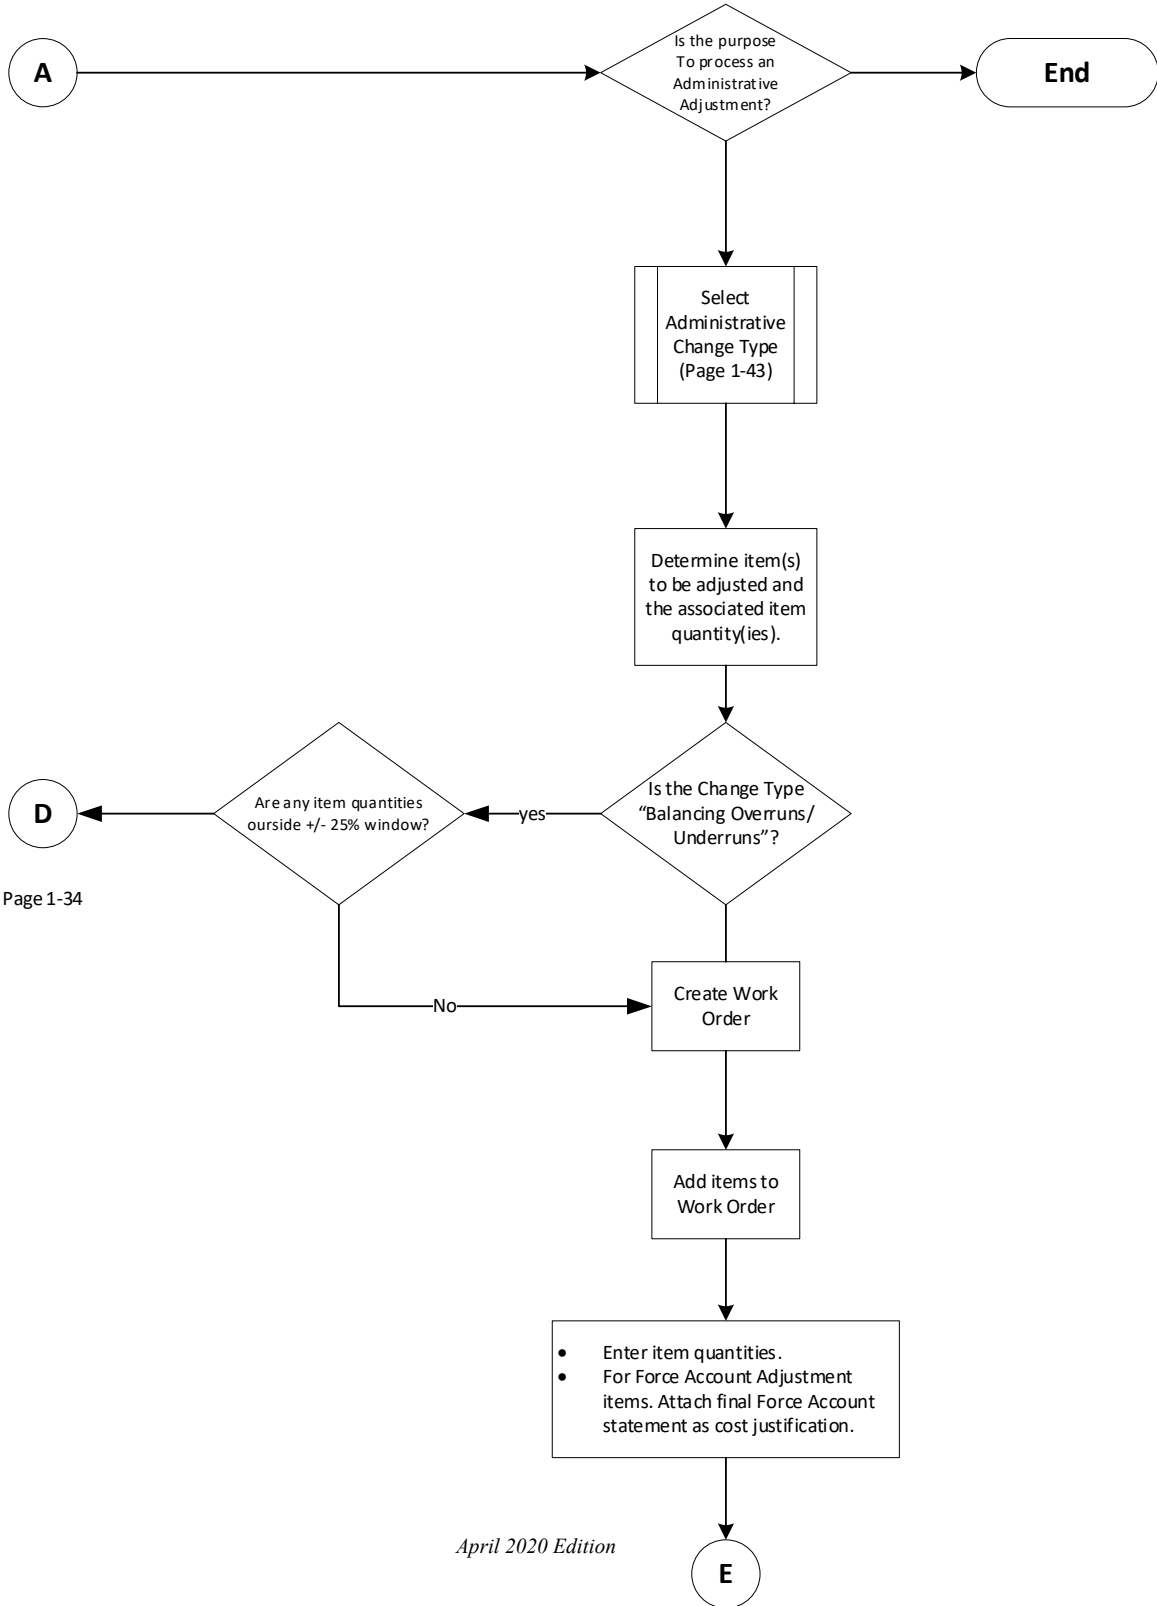 A
Is the purpose
To process an
Administrative
Adjustment?
End
Select
Administrative
Change Type
(Page 1-43)
Determine item(s)
to be adjusted and
the associated item
quantity(ies).
D
Are any item quantities
ourside +/- 25% window?
yes
Is the Change Type
“Balancing Overruns/
Underruns”?
Page 1-34
No
Create Work
Order
Add items to
Work Order
• Enter item quantities.
• For Force Account Adjustment
items. Attach final Force Account
statement as cost justification.
April 2020 Edition
E